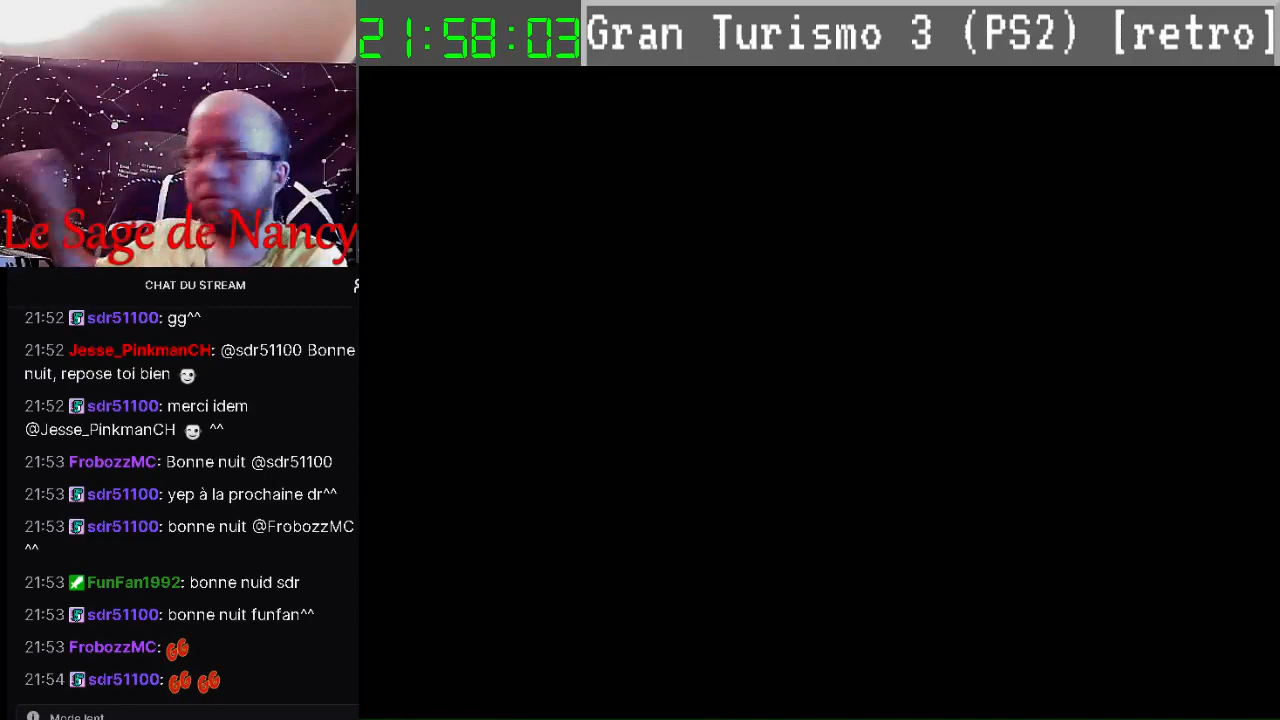 21:58:03
Gran Turismo 3 (PS2) [retro]
Le Sage de Nancy
CHAT DU STREAM
21:52 sdr51100: gg^^
21:52 Jesse_PinkmanCH: @sdr51100 Bonne
nuit, repose toi bien
21:52 sdr51100: merci idem
@Jesse_PinkmanCH ^^
21:53 FrobozzMC: Bonne nuit @sdr51100
21:53 sdr51100: yep à la prochaine dr^^
21:53 sdr51100: bonne nuit @FrobozzMC
^^
21:53 FunFan1992: bonne nuid sdr
21:53 sdr51100: bonne nuit funfan^^
21:53 FrobozzMC: GG
21:54 sdr51100: GG GG
Mode lent